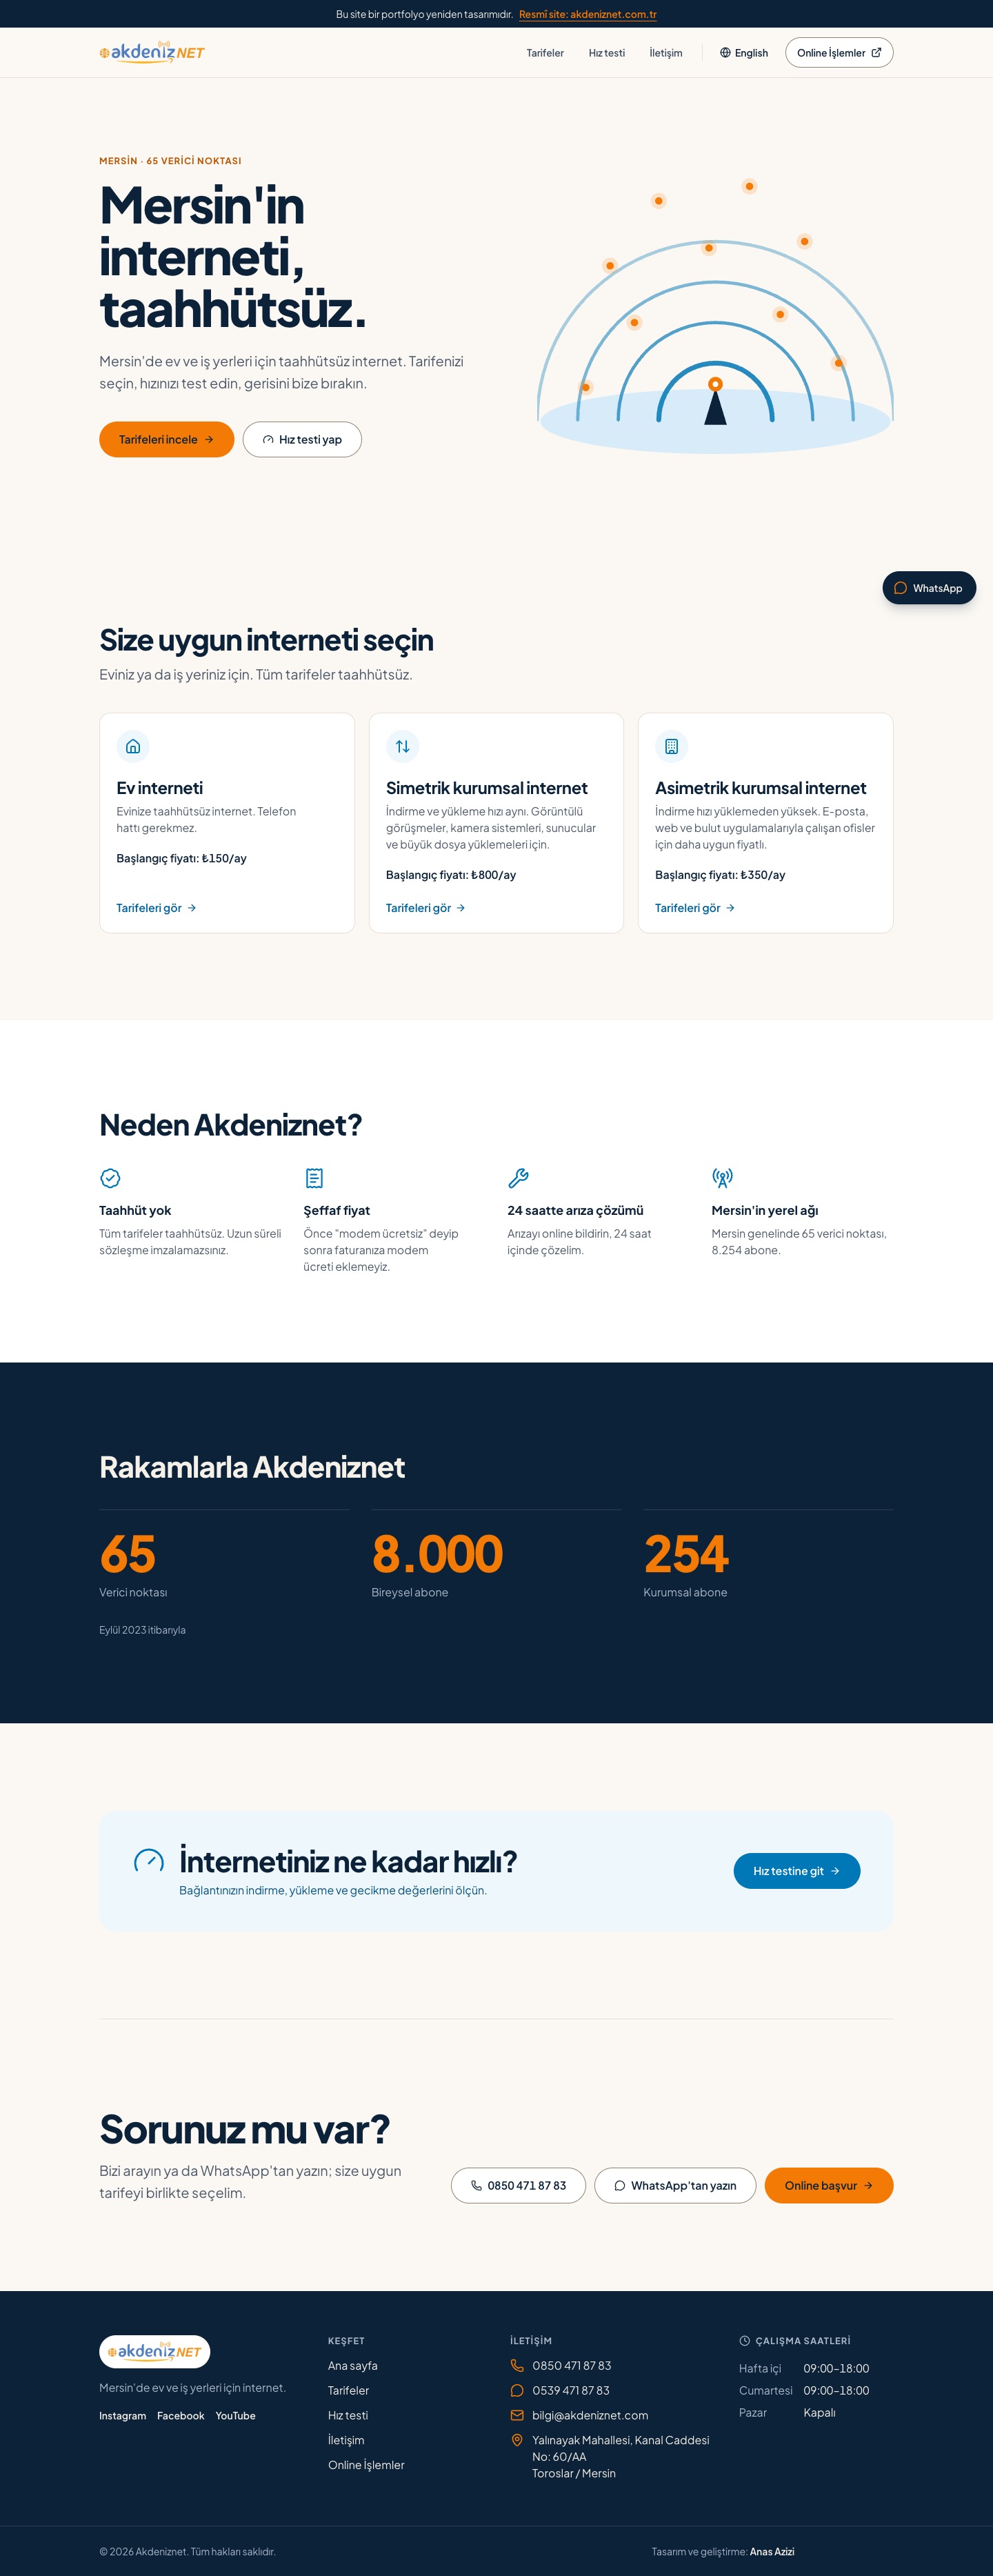 Bu site bir portfolyo yeniden tasarımıdır. Resmî site: akdeniznet.com.tr
akdeniz NET
Tarifeler
Hız testi
İletişim
English
Online İşlemler
MERSİN · 65 VERİCİ NOKTASI
Mersin'in
interneti,
taahhütsüz.
Mersin'de ev ve iş yerleri için taahhütsüz internet. Tarifenizi
seçin, hızınızı test edin, gerisini bize bırakın.
Tarifeleri incele
Hız testi yap
WhatsApp
Size uygun interneti seçin
Eviniz ya da iş yeriniz için. Tüm tarifeler taahhütsüz.
Ev interneti
Evinize taahhütsüz internet. Telefon
hattı gerekmez.
Başlangıç fiyatı: ₺150/ay
Tarifeleri gör
Simetrik kurumsal internet
İndirme ve yükleme hızı aynı. Görüntülü
görüşmeler, kamera sistemleri, sunucular
ve büyük dosya yüklemeleri için.
Başlangıç fiyatı: ₺800/ay
Tarifeleri gör
Asimetrik kurumsal internet
İndirme hızı yüklemeden yüksek. E-posta,
web ve bulut uygulamalarıyla çalışan ofisler
için daha uygun fiyatlı.
Başlangıç fiyatı: ₺350/ay
Tarifeleri gör
Neden Akdeniznet?
Taahhüt yok
Tüm tarifeler taahhütsüz. Uzun süreli
sözleşme imzalamazsınız.
Şeffaf fiyat
Önce "modem ücretsiz" deyip
sonra faturanıza modem
ücreti eklemeyiz.
24 saatte arıza çözümü
Arızayı online bildirin, 24 saat
içinde çözelim.
Mersin'in yerel ağı
Mersin genelinde 65 verici noktası,
8.254 abone.
Rakamlarla Akdeniznet
65
Verici noktası
8.000
Bireysel abone
254
Kurumsal abone
Eylül 2023 itibarıyla
İnternetiniz ne kadar hızlı?
Bağlantınızın indirme, yükleme ve gecikme değerlerini ölçün.
Hız testine git
Sorunuz mu var?
Bizi arayın ya da WhatsApp'tan yazın; size uygun
tarifeyi birlikte seçelim.
0850 471 87 83
WhatsApp'tan yazın
Online başvur
akdeniz NET
Mersin'de ev ve iş yerleri için internet.
Instagram
Facebook
YouTube
KEŞFET
Ana sayfa
Tarifeler
Hız testi
İletişim
Online İşlemler
İLETİŞİM
0850 471 87 83
0539 471 87 83
bilgi@akdeniznet.com
Yalınayak Mahallesi, Kanal Caddesi
No: 60/AA
Toroslar / Mersin
ÇALIŞMA SAATLERİ
Hafta içi 09:00–18:00
Cumartesi 09:00–18:00
Pazar Kapalı
© 2026 Akdeniznet. Tüm hakları saklıdır.
Tasarım ve geliştirme: Anas Azizi